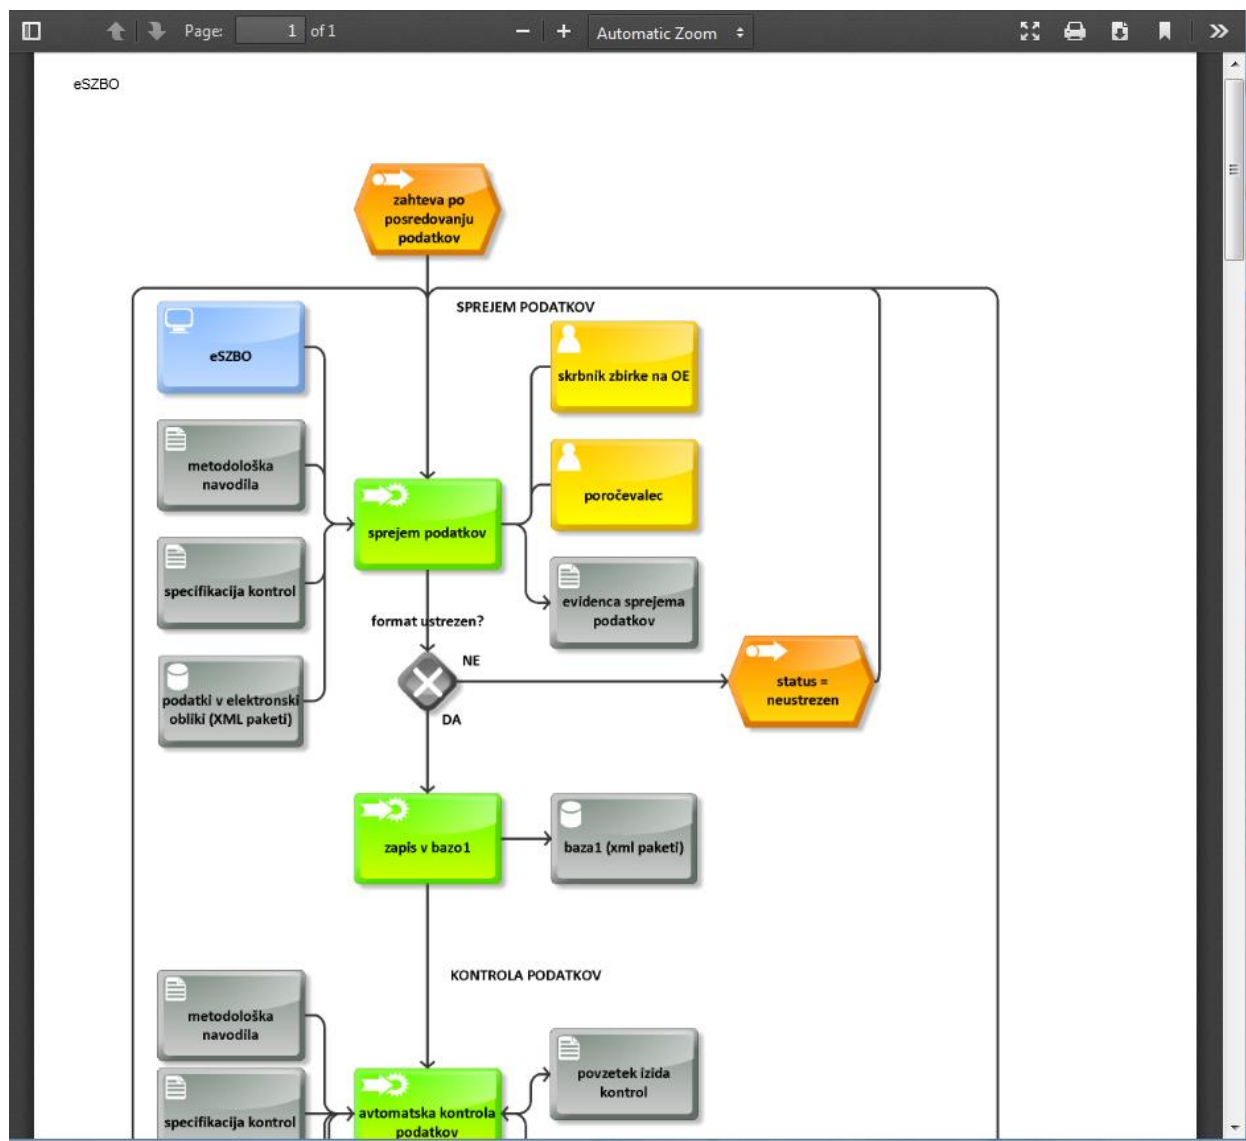 Page: 1 of 1
Automatic Zoom
eSZBO
zahteva po
posredovanju
podatkov
SPREJEM PODATKOV
eSZBO
skrbnik zbirke na OE
metodološka
navodila
poročevalec
sprejem podatkov
specifikacija kontrol
evidenca sprejema
podatkov
format ustrezen?
NE
status =
neustrezen
podatki v elektronski
obliki (XML paketi)
DA
zapis v bazo1
baza1 (xml paketi)
KONTROLA PODATKOV
metodološka
navodila
povzetek izida
kontrol
specifikacija kontrol
avtomatska kontrola
podatkov